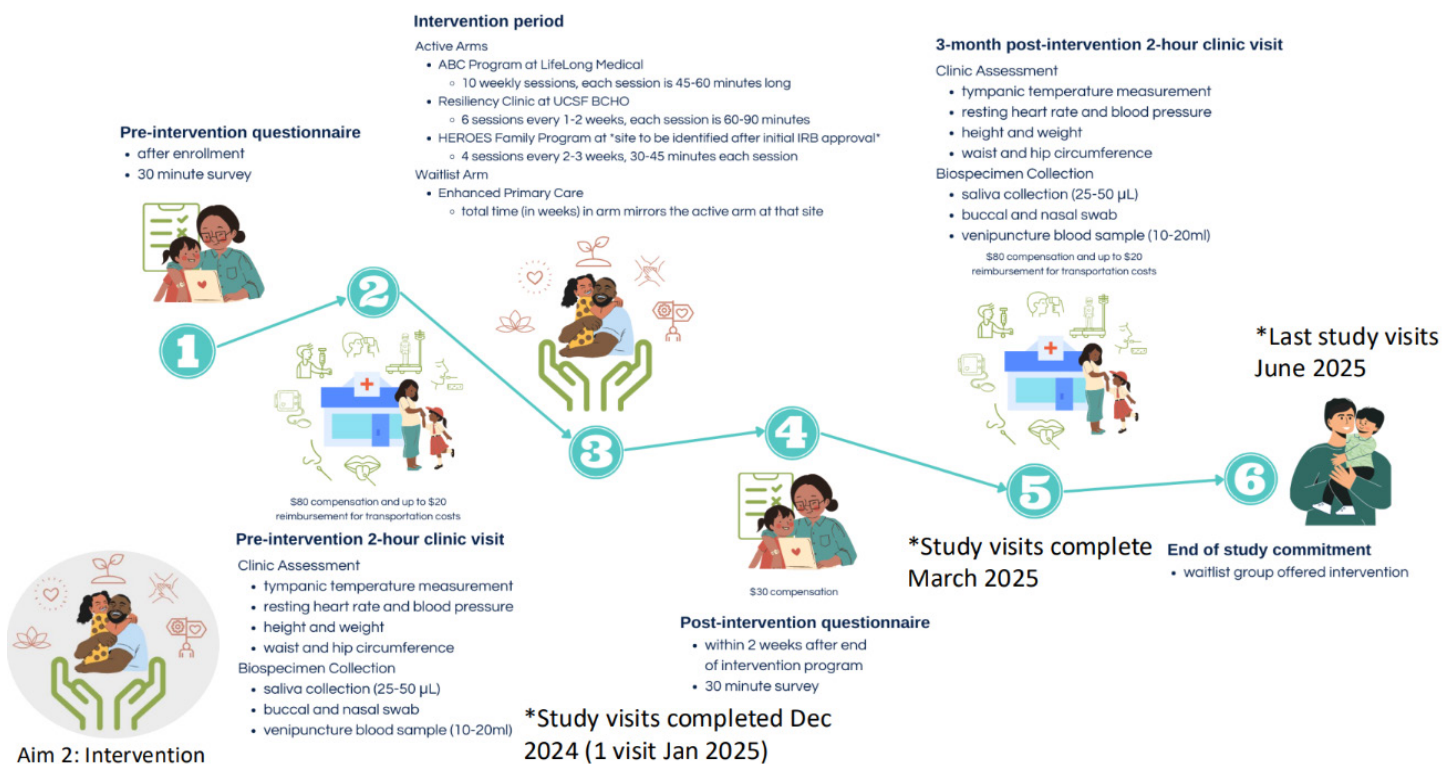 Pre-intervention questionnaire
• after enrollment
• 30 minute survey
1
2
$80 compensation and up to $20
reimbursement for transportation costs
Pre-intervention 2-hour clinic visit
Clinic Assessment
• tympanic temperature measurement
• resting heart rate and blood pressure
• height and weight
• waist and hip circumference
Biospecimen Collection
• saliva collection (25-50 µL)
• buccal and nasal swab
• venipuncture blood sample (10-20ml)
Intervention period
Active Arms
• ABC Program at LifeLong Medical
◦ 10 weekly sessions, each session is 45-60 minutes long
• Resiliency Clinic at UCSF BCHO
◦ 6 sessions every 1-2 weeks, each session is 60-90 minutes
• HEROES Family Program at *site to be identified after initial IRB approval*
◦ 4 sessions every 2-3 weeks, 30-45 minutes each session
Waitlist Arm
• Enhanced Primary Care
◦ total time (in weeks) in arm mirrors the active arm at that site
3
4
$30 compensation
Post-intervention questionnaire
• within 2 weeks after end
of intervention program
• 30 minute survey
*Study visits completed Dec
2024 (1 visit Jan 2025)
3-month post-intervention 2-hour clinic visit
Clinic Assessment
• tympanic temperature measurement
• resting heart rate and blood pressure
• height and weight
• waist and hip circumference
Biospecimen Collection
• saliva collection (25-50 µL)
• buccal and nasal swab
• venipuncture blood sample (10-20ml)
$80 compensation and up to $20
reimbursement for transportation costs
5
*Study visits complete
March 2025
*Last study visits
June 2025
6
End of study commitment
• waitlist group offered intervention
Aim 2: Intervention